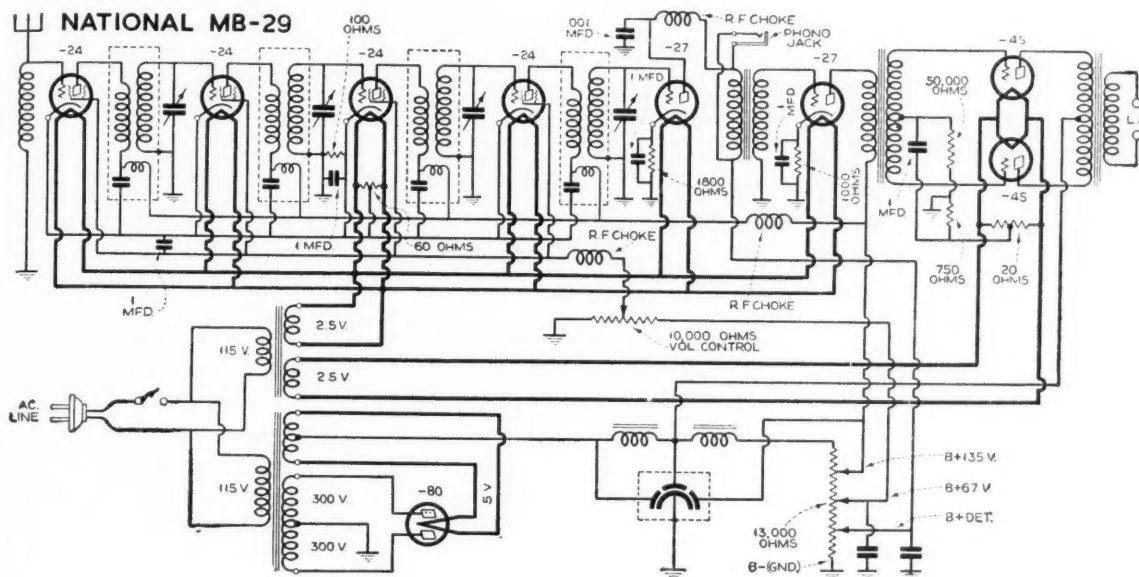 NATIONAL MB-29
100
OHMS
.001
MFD.
R.F CHOKE
PHONO
JACK
-24
-24
-24
-24
-27
-27
-45
1 MFD
1 MFD
50,000
OHMS
1800
OHMS
1000
OHMS
1
MFD.
-45
1 MFD.
60 OHMS
R.F CHOKE
R.F CHOKE
750
OHMS
20
OHMS
1
MFD.
10,000 OHMS
VOL. CONTROL
2.5 V.
115 V.
2.5 V
A.C.
LINE
115 V.
300 V.
300 V.
-80
5 V
13,000
OHMS
B+135 V.
B+67 V.
B+DET.
B-(GND)